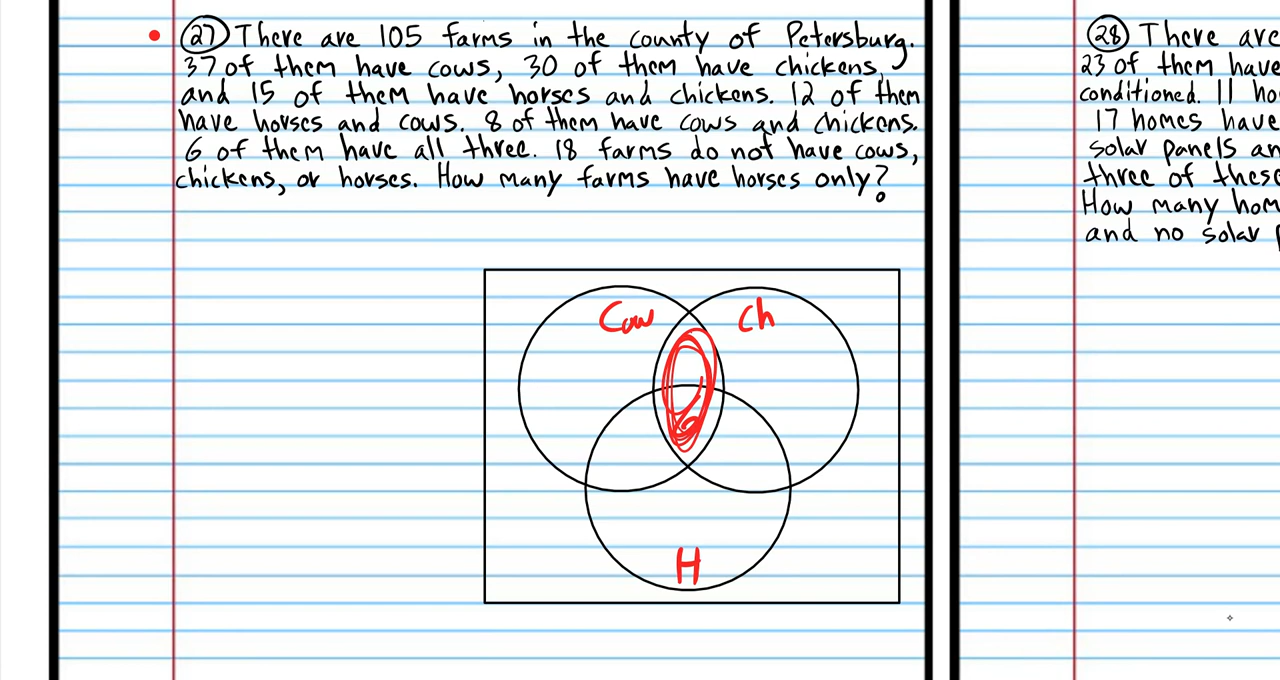 27 There are 105 farms in the county of Petersburg.
37 of them have cows, 30 of them have chickens,
and 15 of them have horses and chickens. 12 of them
have horses and cows. 8 of them have cows and chickens.
6 of them have all three. 18 farms do not have cows,
chickens, or horses. How many farms have horses only?
Cow
Ch
6
H
28 There are
23 of them have
conditioned. 11 ho
17 homes have
solar panels an
three of these
How many hom
and no solar p